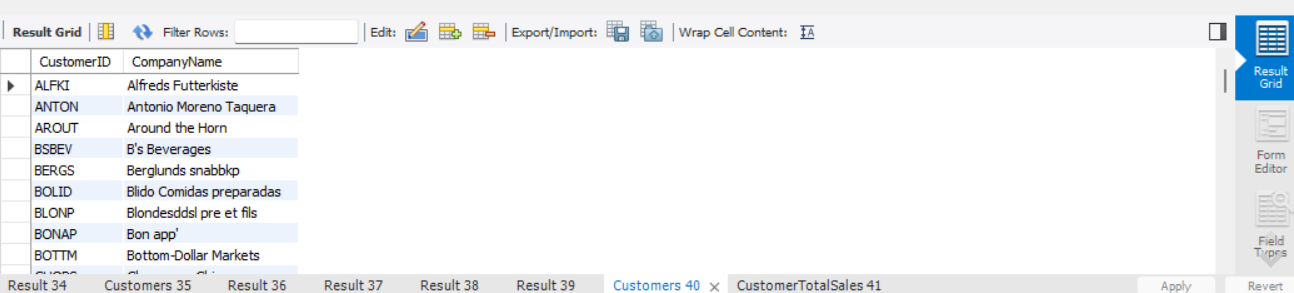 Result Grid Filter Rows: Edit: Export/Import: Wrap Cell Content:
CustomerID CompanyName
ALFKI Alfreds Futterkiste
ANTON Antonio Moreno Taquera
AROUT Around the Horn
BSBEV B's Beverages
BERGS Berglunds snabbkp
BOLID Blido Comidas preparadas
BLONP Blondesddsl pre et fils
BONAP Bon app'
BOTTM Bottom-Dollar Markets
Result
Grid
Form
Editor
Field
Types
Result 34 Customers 35 Result 36 Result 37 Result 38 Result 39 Customers 40 CustomerTotalSales 41 Apply Revert